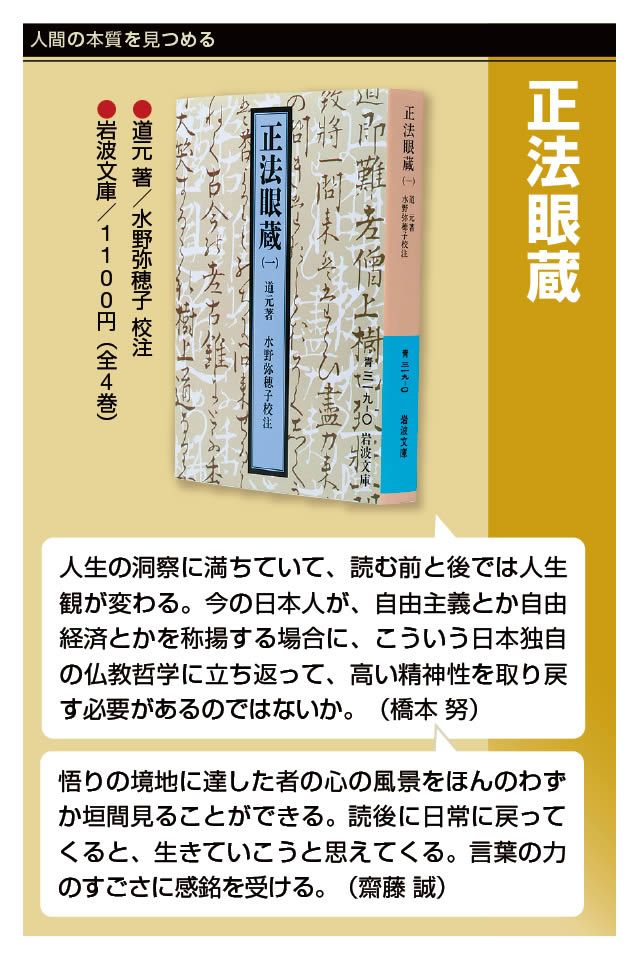 人間の本質を見つめる
正法眼蔵
●道元 著／水野弥穂子 校注
●岩波文庫／1100円（全4巻）
正法眼蔵
(一)
道元著
水野弥穂子校注
青三一九-〇
岩波文庫
正法眼蔵(一)
道元著
水野弥穂子校注
青三一九-〇
岩波文庫
人生の洞察に満ちていて、読む前と後では人生
観が変わる。今の日本人が、自由主義とか自由
経済とかを称揚する場合に、こういう日本独自
の仏教哲学に立ち返って、高い精神性を取り戻
す必要があるのではないか。（橋本 努）
悟りの境地に達した者の心の風景をほんのわず
か垣間見ることができる。読後に日常に戻って
くると、生きていこうと思えてくる。言葉の力
のすごさに感銘を受ける。（齋藤 誠）